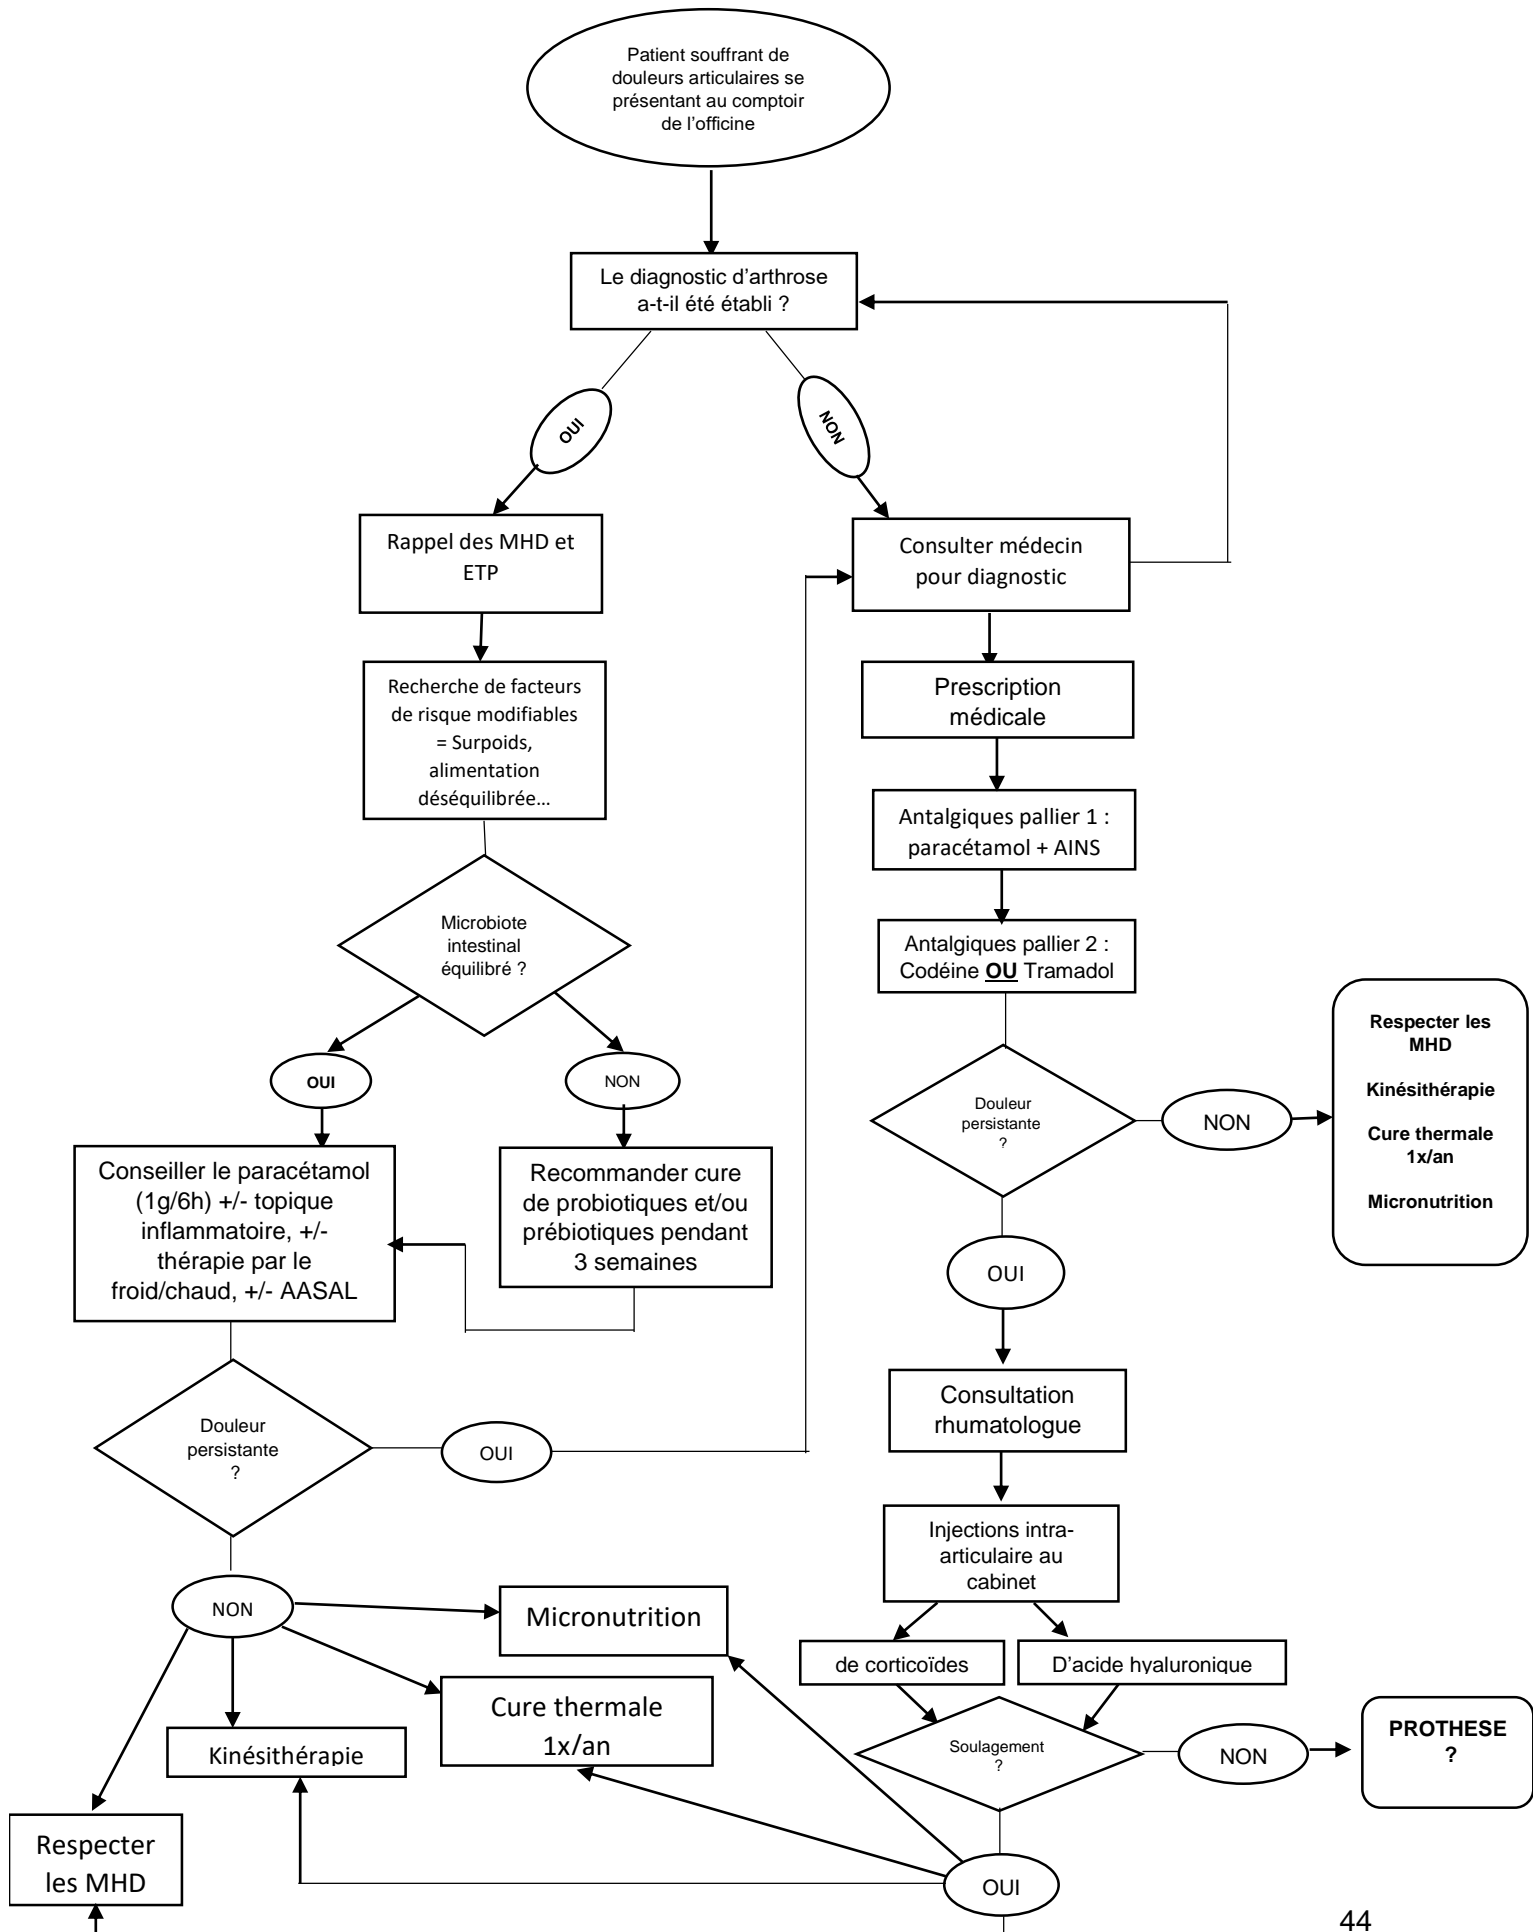 Patient souffrant de
douleurs articulaires se
présentant au comptoir
de l'officine
Le diagnostic d'arthrose
a-t-il été établi ?
OUI
NON
Rappel des MHD et
ETP
Consulter médecin
pour diagnostic
Recherche de facteurs
de risque modifiables
= Surpoids,
alimentation
déséquilibrée…
Prescription
médicale
Antalgiques pallier 1 :
paracétamol + AINS
Microbiote
intestinal
équilibré ?
Antalgiques pallier 2 :
Codéine OU Tramadol
OUI
NON
Douleur
persistante
?
NON
Respecter les
MHD
Kinésithérapie
Cure thermale
1x/an
Micronutrition
Conseiller le paracétamol
(1g/6h) +/- topique
inflammatoire, +/-
thérapie par le
froid/chaud, +/- AASAL
Recommander cure
de probiotiques et/ou
prébiotiques pendant
3 semaines
OUI
Douleur
persistante
?
OUI
Consultation
rhumatologue
Injections intra-
articulaire au
cabinet
NON
Micronutrition
de corticoïdes
D'acide hyaluronique
Cure thermale
1x/an
Kinésithérapie
Soulagement
?
NON
PROTHESE
?
Respecter
les MHD
OUI
44